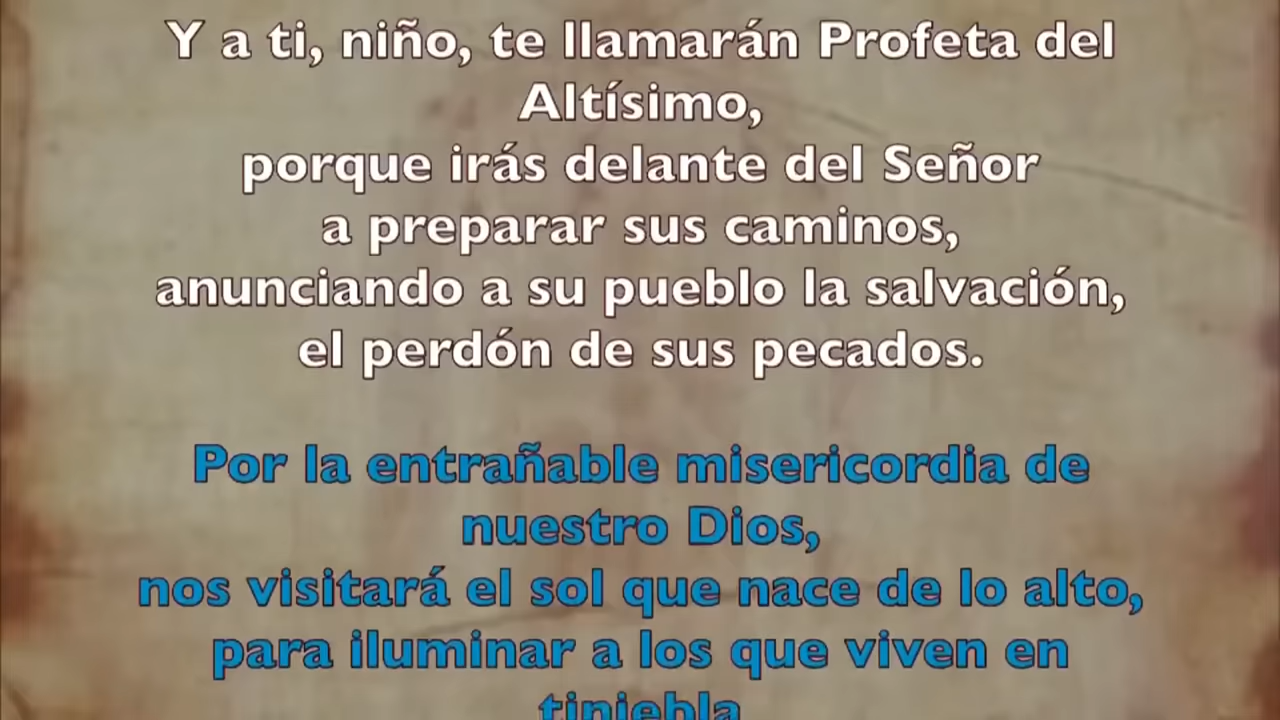 Y a ti, niño, te llamarán Profeta del
Altísimo,
porque irás delante del Señor
a preparar sus caminos,
anunciando a su pueblo la salvación,
el perdón de sus pecados.
Por la entrañable misericordia de
nuestro Dios,
nos visitará el sol que nace de lo alto,
para iluminar a los que viven en
tiniebla